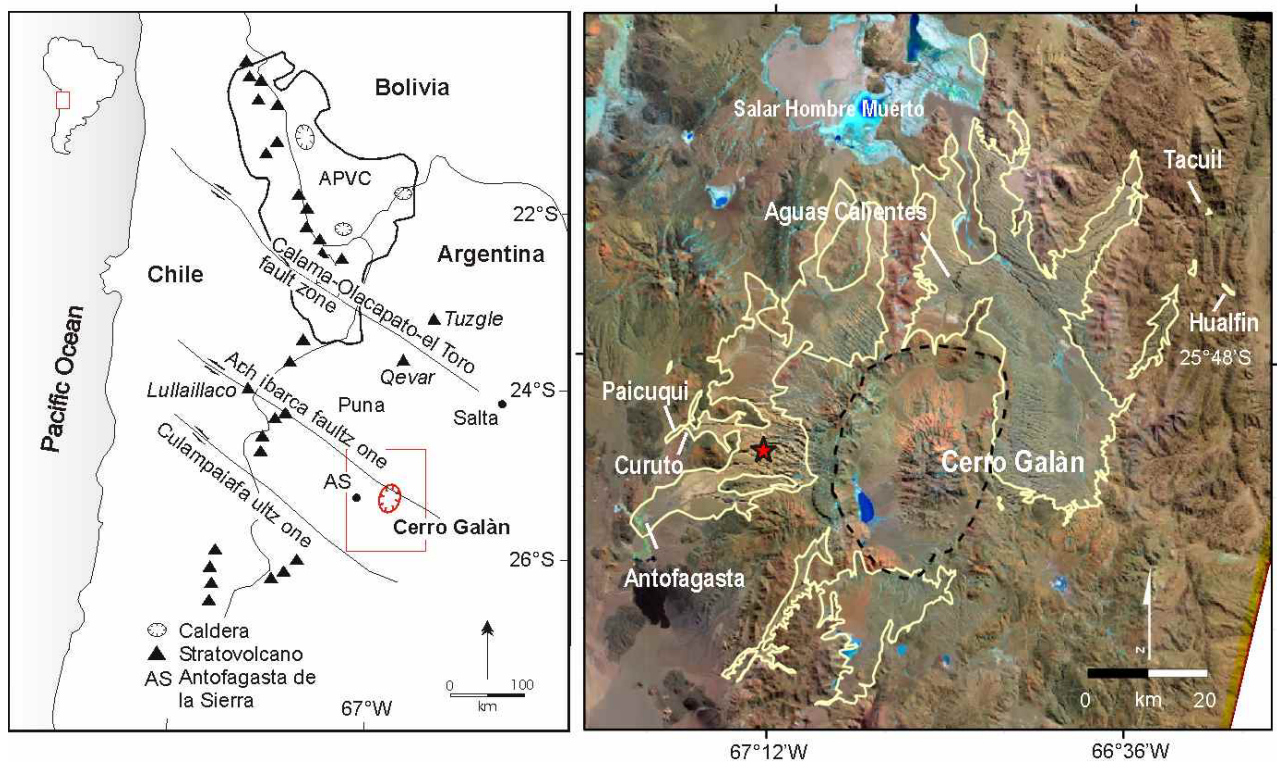 Bolivia
APVC
22°S
Argentina
Calama-Olacapato-el Toro
fault zone
Chile
Pacific Ocean
Tuzgle
Qevar
Ach ibarca faultz one
Lullaillaco
24°S
Puna
Salta
Culampajafa ultz one
AS
Cerro Galàn
26°S
Caldera
Stratovolcano
AS Antofagasta de
la Sierra
67°W
0 100
km
Salar Hombre Muerto
Tacuil
Aguas Calientes
Hualfin
25°48'S
Paicuqui
Curuto
Cerro Galàn
Antofagasta
N
0 20
km
67°12'W
66°36'W